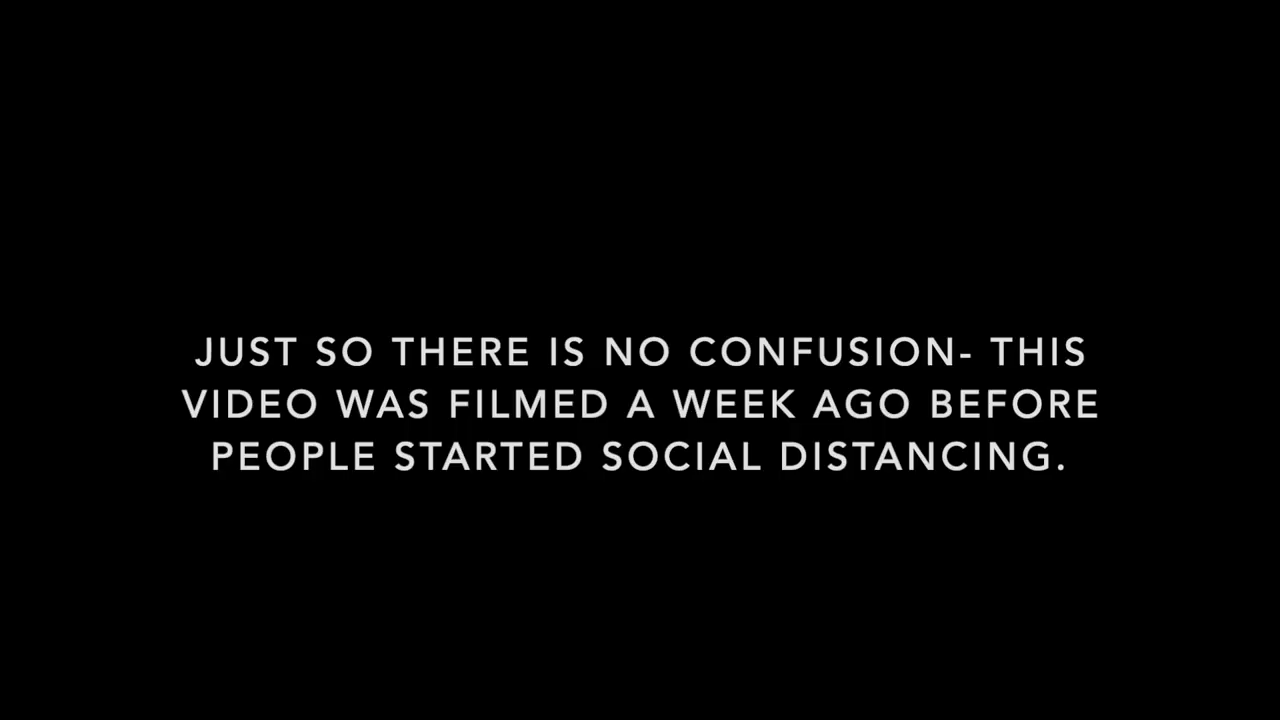 JUST SO THERE IS NO CONFUSION- THIS
VIDEO WAS FILMED A WEEK AGO BEFORE
PEOPLE STARTED SOCIAL DISTANCING.